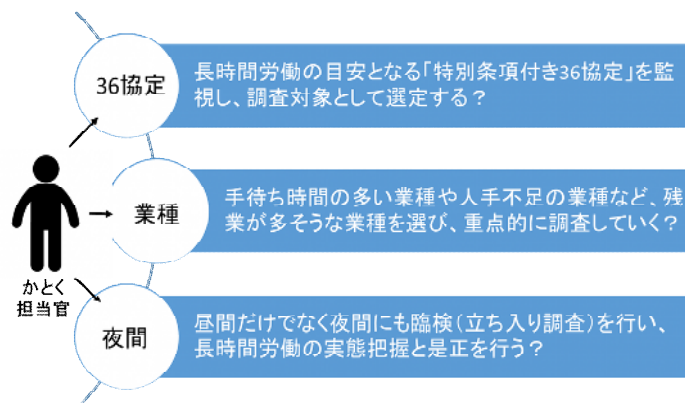 36協定
長時間労働の目安となる「特別条項付き36協定」を監
視し、調査対象として選定する？
業種
手待ち時間の多い業種や人手不足の業種など、残
業が多そうな業種を選び、重点的に調査していく？
かとく
担当官
夜間
昼間だけでなく夜間にも臨検（立ち入り調査）を行い、
長時間労働の実態把握と是正を行う？